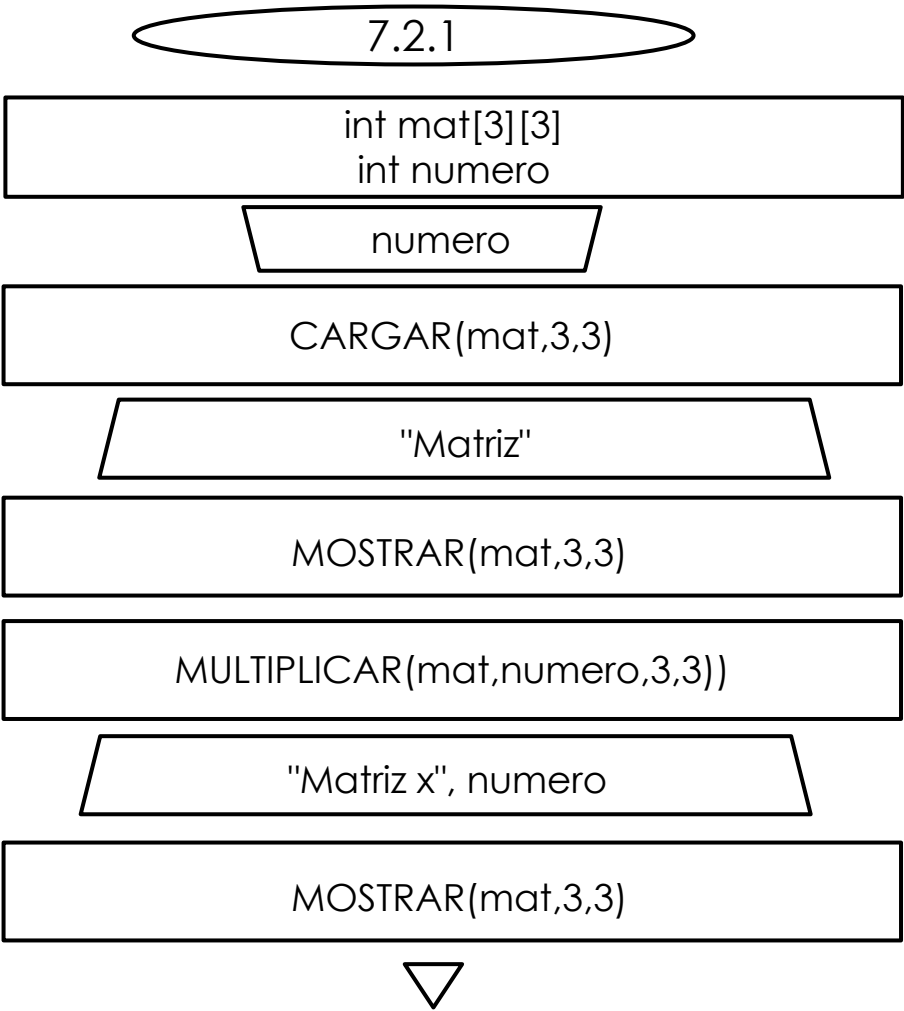 7.2.1
int mat[3][3]
int numero
numero
CARGAR(mat,3,3)
"Matriz"
MOSTRAR(mat,3,3)
MULTIPLICAR(mat,numero,3,3))
"Matriz x", numero
MOSTRAR(mat,3,3)